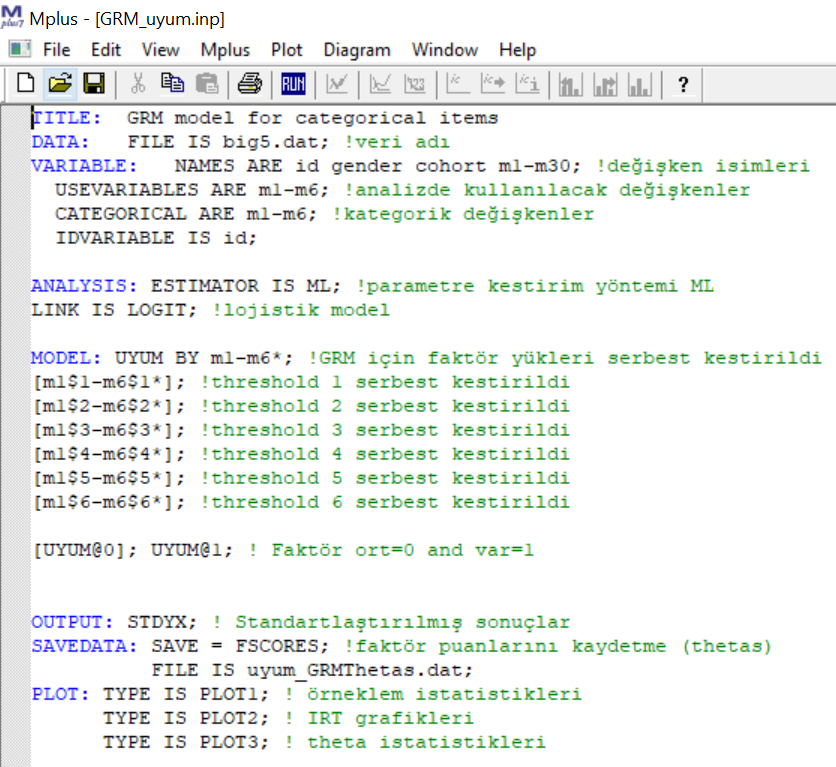 Mplus - [GRM_uyum.inp]
File Edit View Mplus Plot Diagram Window Help
RUN
TITLE: GRM model for categorical items
DATA: FILE IS big5.dat; !veri adı
VARIABLE: NAMES ARE id gender cohort m1-m30; !değişken isimleri
USEVARIABLES ARE m1-m6; !analizde kullanılacak değişkenler
CATEGORICAL ARE m1-m6; !kategorik değişkenler
IDVARIABLE IS id;
ANALYSIS: ESTIMATOR IS ML; !parametre kestirim yöntemi ML
LINK IS LOGIT; !lojistik model
MODEL: UYUM BY m1-m6*; !GRM için faktör yükleri serbest kestirildi
[m1$1-m6$1*]; !threshold 1 serbest kestirildi
[m1$2-m6$2*]; !threshold 2 serbest kestirildi
[m1$3-m6$3*]; !threshold 3 serbest kestirildi
[m1$4-m6$4*]; !threshold 4 serbest kestirildi
[m1$5-m6$5*]; !threshold 5 serbest kestirildi
[m1$6-m6$6*]; !threshold 6 serbest kestirildi
[UYUM@0]; UYUM@1; ! Faktör ort=0 and var=1
OUTPUT: STDYX; ! Standartlaştırılmış sonuçlar
SAVEDATA: SAVE = FSCORES; !faktör puanlarını kaydetme (thetas)
FILE IS uyum_GRMThetas.dat;
PLOT: TYPE IS PLOT1; ! örneklem istatistikleri
TYPE IS PLOT2; ! IRT grafikleri
TYPE IS PLOT3; ! theta istatistikleri